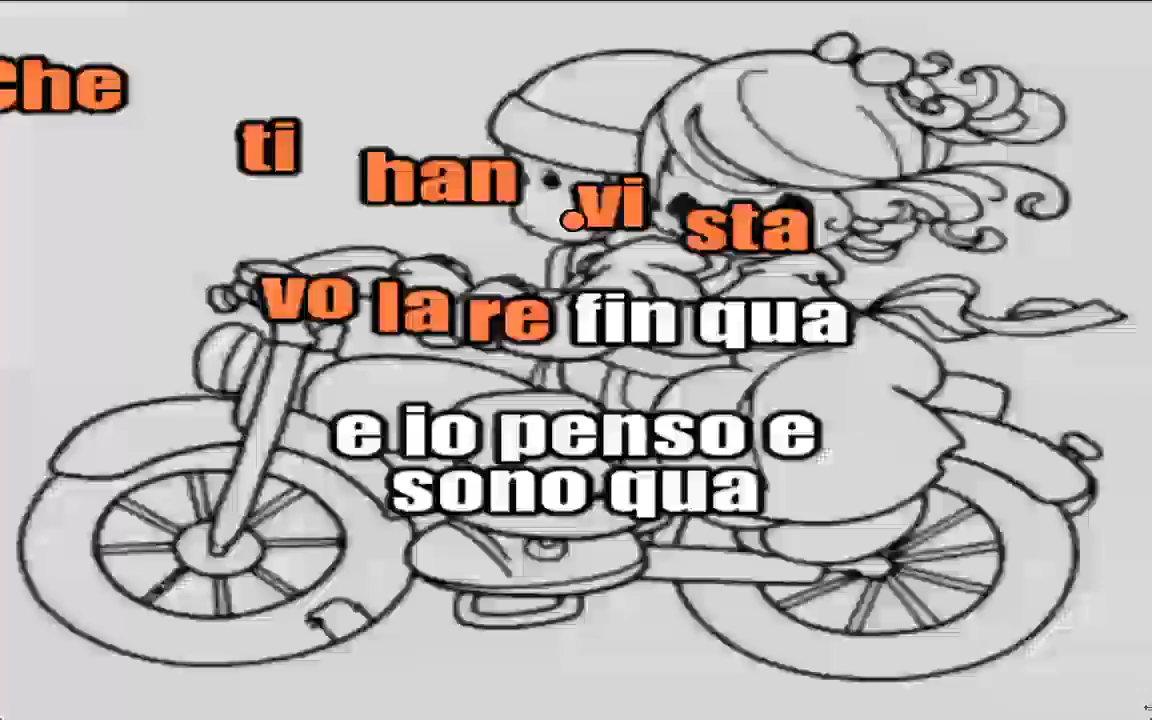 che ti han vi sta
vo la re fin qua
e io penso e
sono qua